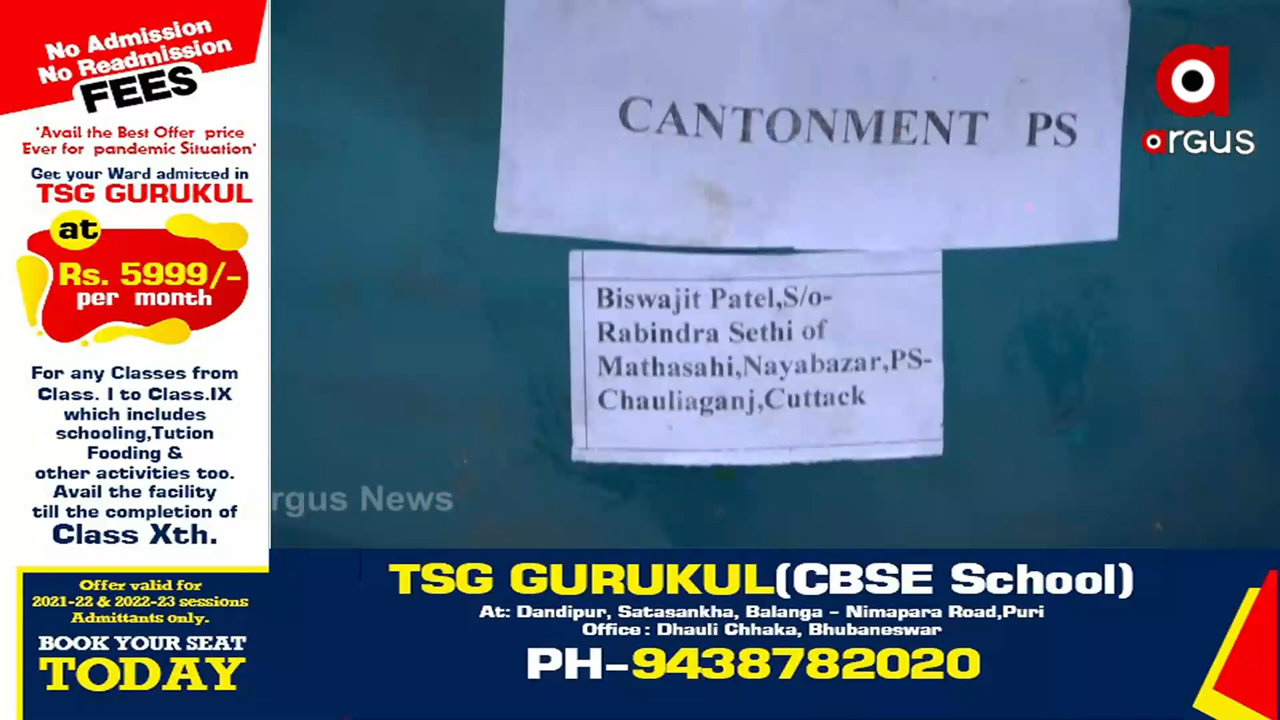 No Admission
No Readmission
FEES
'Avail the Best Offer price
Ever for pandemic Situation'
Get your Ward admitted in
TSG GURUKUL
at
Rs. 5999/-
per month
For any Classes from
Class. I to Class.IX
which includes
schooling,Tution
Fooding &
other activities too.
Avail the facility
till the completion of
Class Xth.
Offer valid for
2021-22 & 2022-23 sessions
Admittants only.
BOOK YOUR SEAT
TODAY
CANTONMENT PS
Biswajit Patel,S/o-
Rabindra Sethi of
Mathasahi,Nayabazar,PS-
Chauliaganj,Cuttack
argus
rgus News
TSG GURUKUL(CBSE School)
At: Dandipur, Satasankha, Balanga - Nimapara Road,Puri
Office : Dhauli Chhaka, Bhubaneswar
PH-9438782020